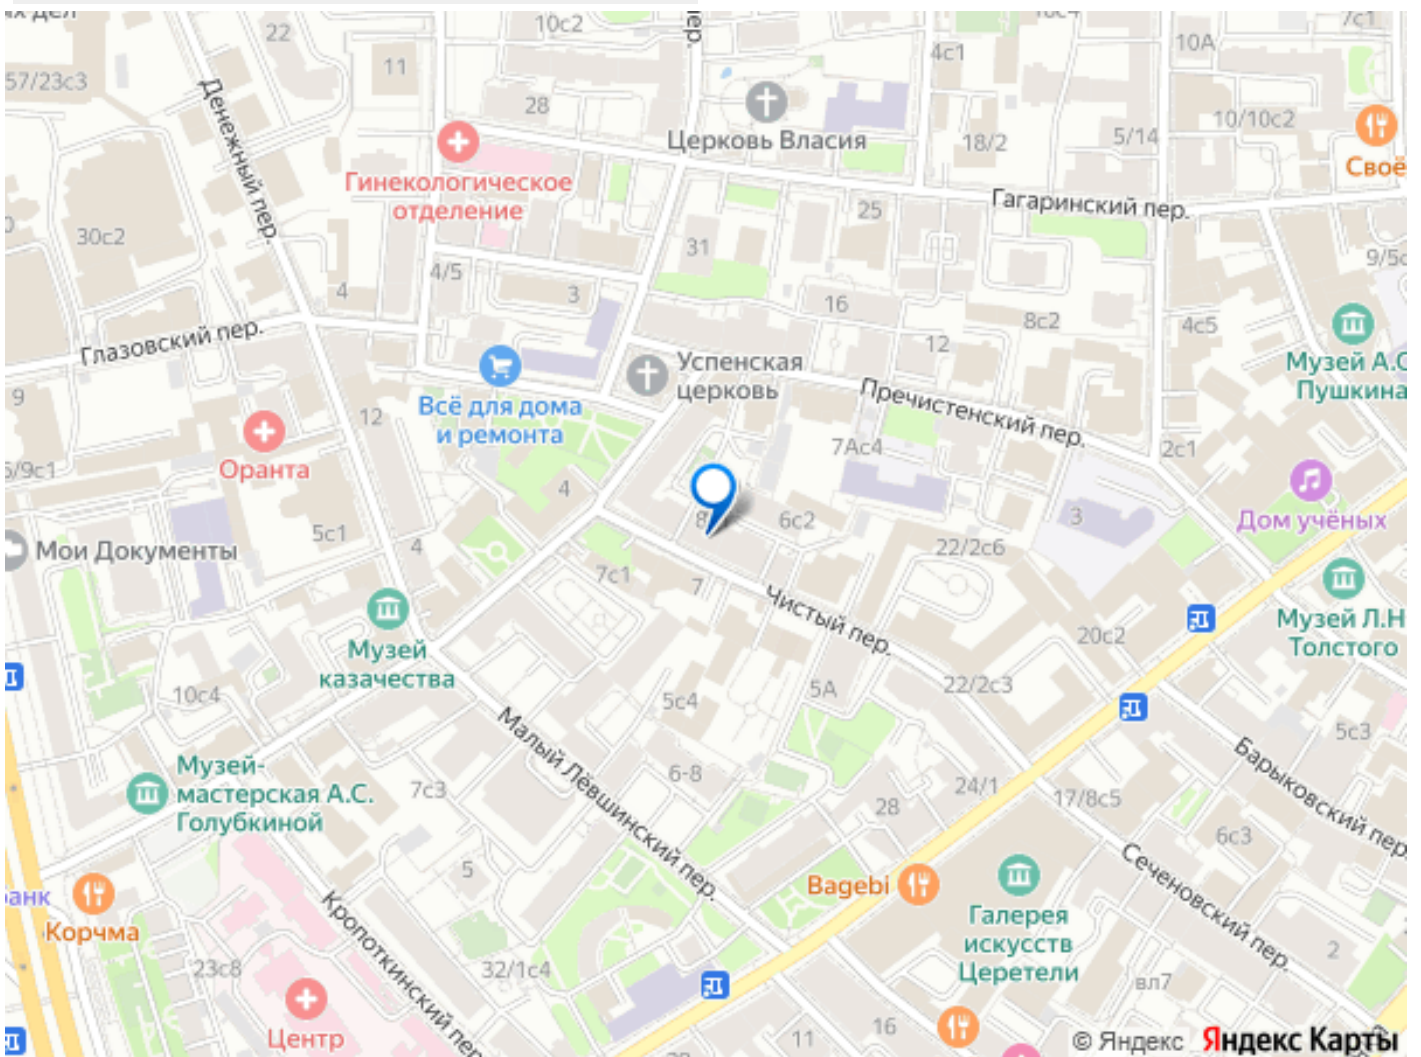 22
10с2
4с1
10А
7с1
57/23с3
11
28
Денежный пер.
Церковь Власия
18/2
5/14
10/10с2
Своё
Гинекологическое
отделение
Гагаринский пер.
25
30с2
31
9/5с
4/5
4
3
16
8с2
4с5
12
Глазовский пер.
Успенская
церковь
Музей А.С
Пушкина
Пречистенский пер.
9
12
Всё для дома
и ремонта
7Ас4
2с1
Оранта
4
8
6с2
3
Дом учёных
5с1
4
Мои Документы
22/2с6
7с1
7
Чистый пер.
Музей Л.Н
Толстого
20с2
Музей
казачества
10с4
5с4
5А
22/2с3
Малый Лёвшинский пер.
5с3
Барыковский пер.
Музей-
мастерская А.С.
Голубкиной
7с3
6-8
28
24/1
17/8с5
6с3
5
Сеченовский пер.
Bagebi
анк
Корчма
Кропоткинский пер.
Галерея
искусств
Церетели
23с8
32/1с4
2
вл7
Центр
11
16
© Яндекс Яндекс Карты